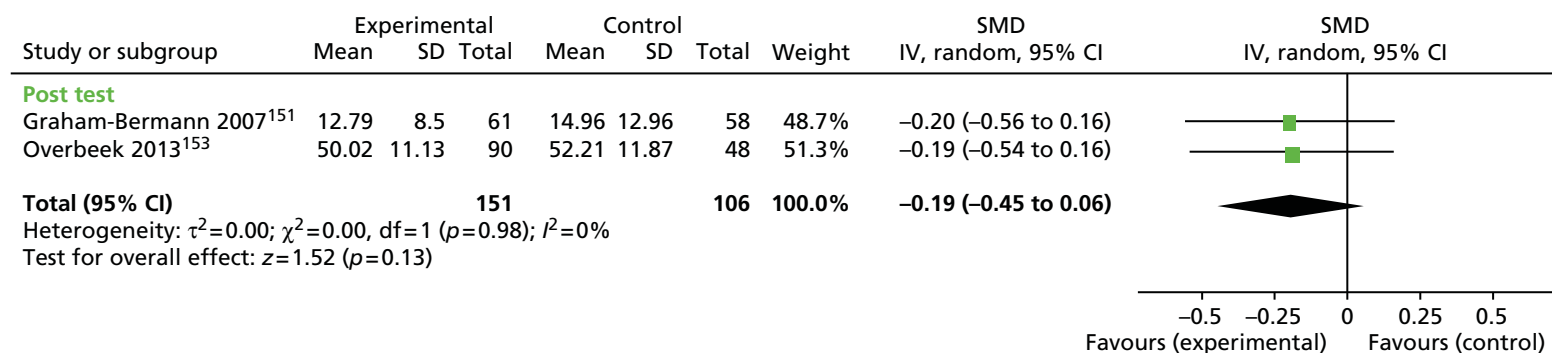 Experimental Control SMD SMD
Study or subgroup Mean SD Total Mean SD Total Weight IV, random, 95% CI IV, random, 95% CI
Post test
Graham-Bermann 2007¹⁵¹ 12.79 8.5 61 14.96 12.96 58 48.7% –0.20 (–0.56 to 0.16)
Overbeek 2013¹⁵³ 50.02 11.13 90 52.21 11.87 48 51.3% –0.19 (–0.54 to 0.16)
Total (95% CI) 151 106 100.0% –0.19 (–0.45 to 0.06)
Heterogeneity: τ²=0.00; χ²=0.00, df=1 (p=0.98); I²=0%
Test for overall effect: z=1.52 (p=0.13)
–0.5 –0.25 0 0.25 0.5
Favours (experimental) Favours (control)